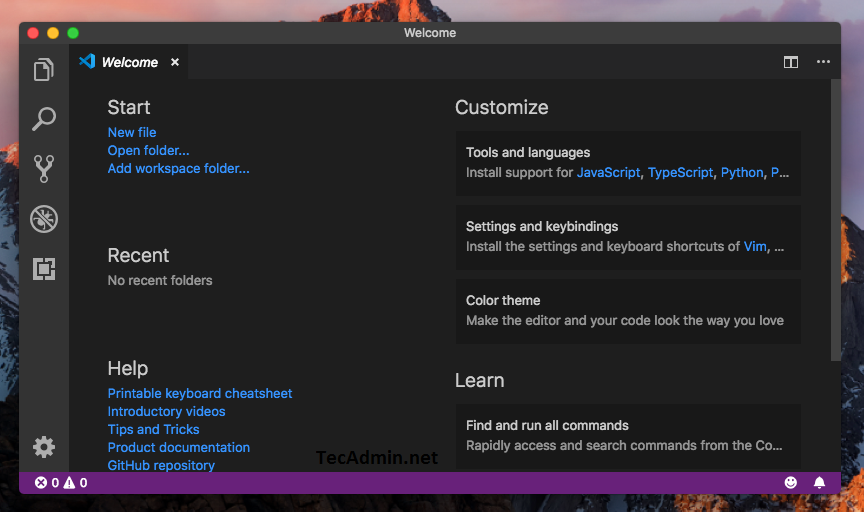 Welcome
Welcome
Start
New file
Open folder...
Add workspace folder...
Recent
No recent folders
Help
Printable keyboard cheatsheet
Introductory videos
Tips and Tricks
Product documentation
GitHub repository
Customize
Tools and languages
Install support for JavaScript, TypeScript, Python, P...
Settings and keybindings
Install the settings and keyboard shortcuts of Vim, ...
Color theme
Make the editor and your code look the way you love
Learn
Find and run all commands
Rapidly access and search commands from the Co...
TecAdmin.net
0 0